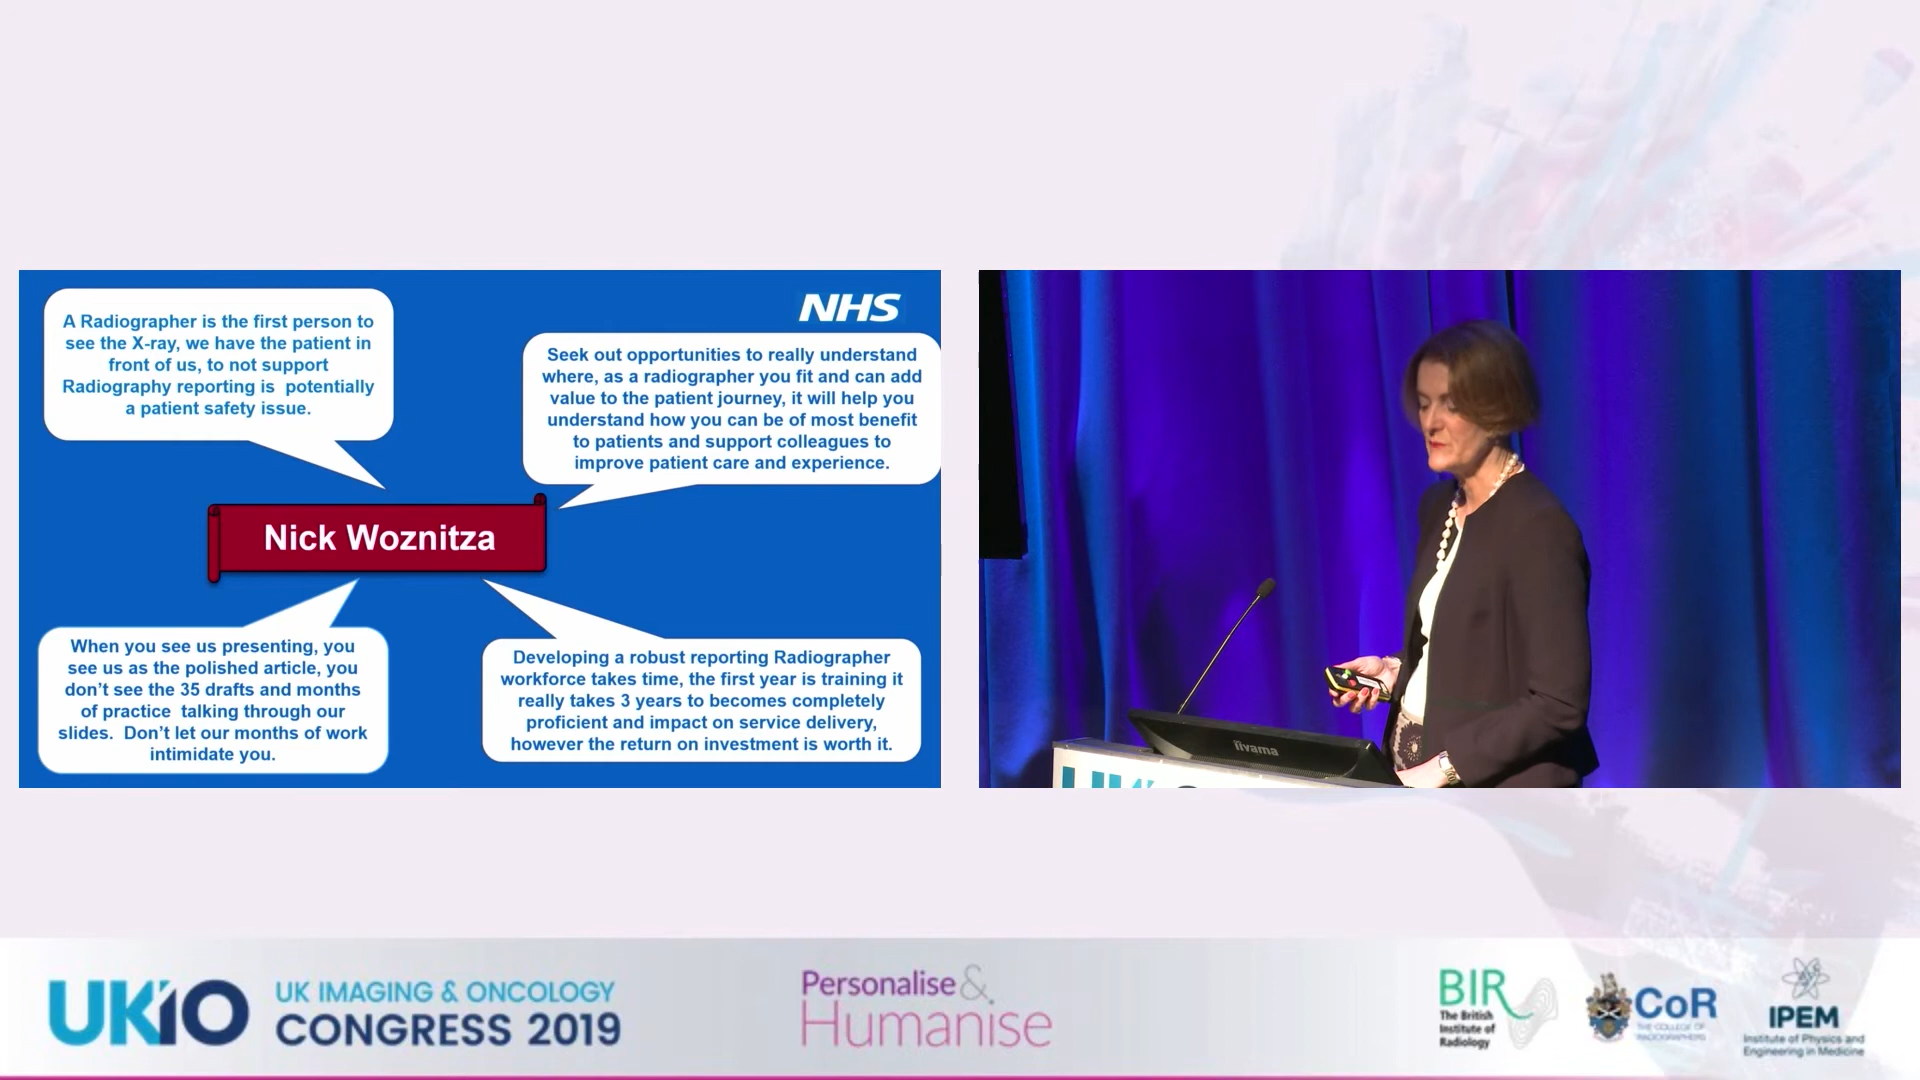 NHS
A Radiographer is the first person to
see the X-ray, we have the patient in
front of us, to not support
Radiography reporting is  potentially
a patient safety issue.
Seek out opportunities to really understand
where, as a radiographer you fit and can add
value to the patient journey, it will help you
understand how you can be of most benefit
to patients and support colleagues to
improve patient care and experience.
Nick Woznitza
When you see us presenting, you
see us as the polished article, you
don't see the 35 drafts and months
of practice  talking through our
slides.  Don't let our months of work
intimidate you.
Developing a robust reporting Radiographer
workforce takes time, the first year is training it
really takes 3 years to becomes completely
proficient and impact on service delivery,
however the return on investment is worth it.
iiyama
UKiO
UK IMAGING & ONCOLOGY
CONGRESS 2019
Personalise &
Humanise
BIR
The British
Institute of
Radiology
CoR
THE COLLEGE OF
RADIOGRAPHERS
IPEM
Institute of Physics and
Engineering in Medicine